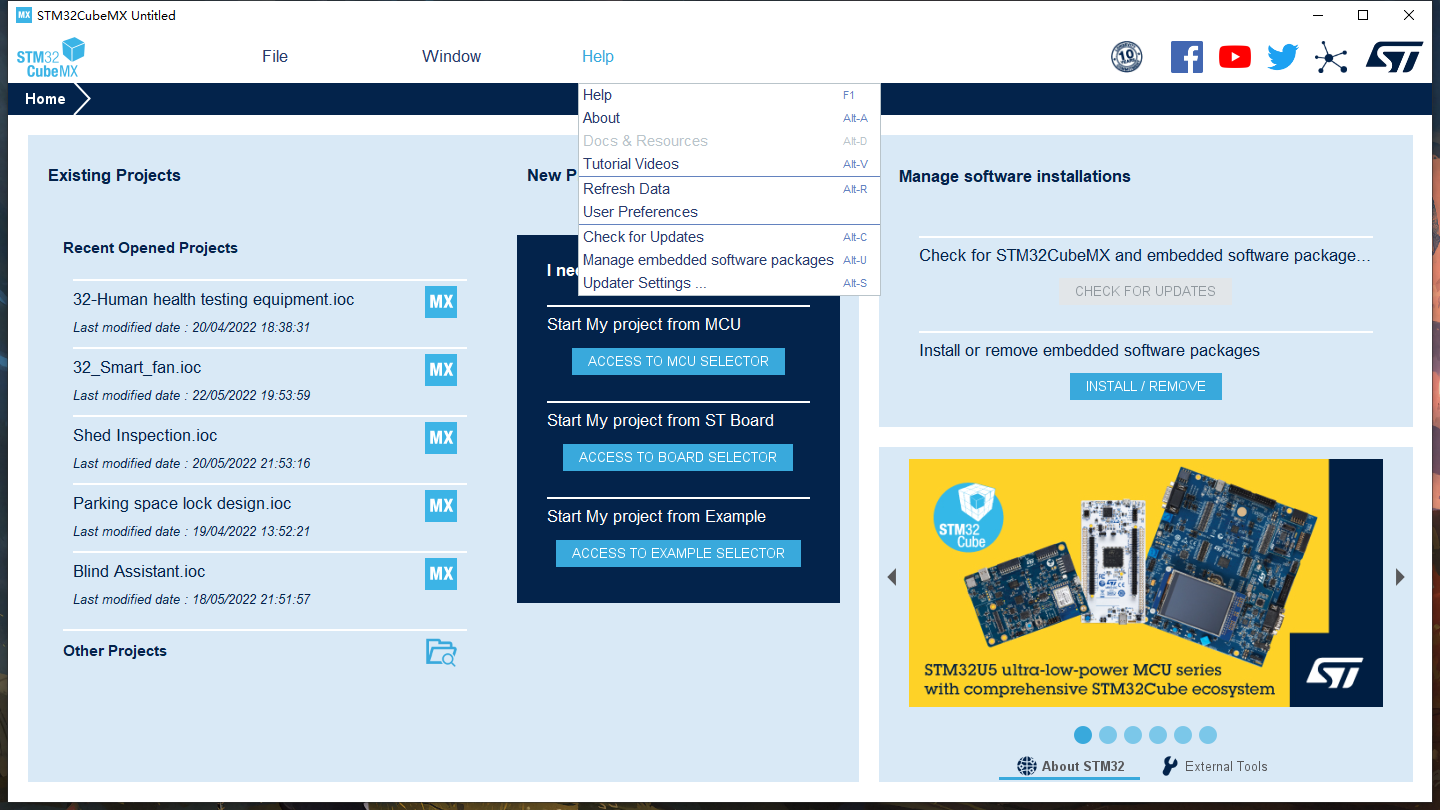 MX STM32CubeMX Untitled
STM32
CubeMX
File
Window
Help
10
Home
Help F1
About Alt-A
Docs & Resources Alt-D
Tutorial Videos Alt-V
Refresh Data Alt-R
User Preferences
Check for Updates Alt-C
Manage embedded software packages Alt-U
Updater Settings ... Alt-S
Existing Projects
Recent Opened Projects
32-Human health testing equipment.ioc
MX
Last modified date : 20/04/2022 18:38:31
32_Smart_fan.ioc
MX
Last modified date : 22/05/2022 19:53:59
Shed Inspection.ioc
MX
Last modified date : 20/05/2022 21:53:16
Parking space lock design.ioc
MX
Last modified date : 19/04/2022 13:52:21
Blind Assistant.ioc
MX
Last modified date : 18/05/2022 21:51:57
Other Projects
New P
I nee
Start My project from MCU
ACCESS TO MCU SELECTOR
Start My project from ST Board
ACCESS TO BOARD SELECTOR
Start My project from Example
ACCESS TO EXAMPLE SELECTOR
Manage software installations
Check for STM32CubeMX and embedded software package...
CHECK FOR UPDATES
Install or remove embedded software packages
INSTALL / REMOVE
STM32
Cube
STM32U5 ultra-low-power MCU series
with comprehensive STM32Cube ecosystem
ST
About STM32
External Tools